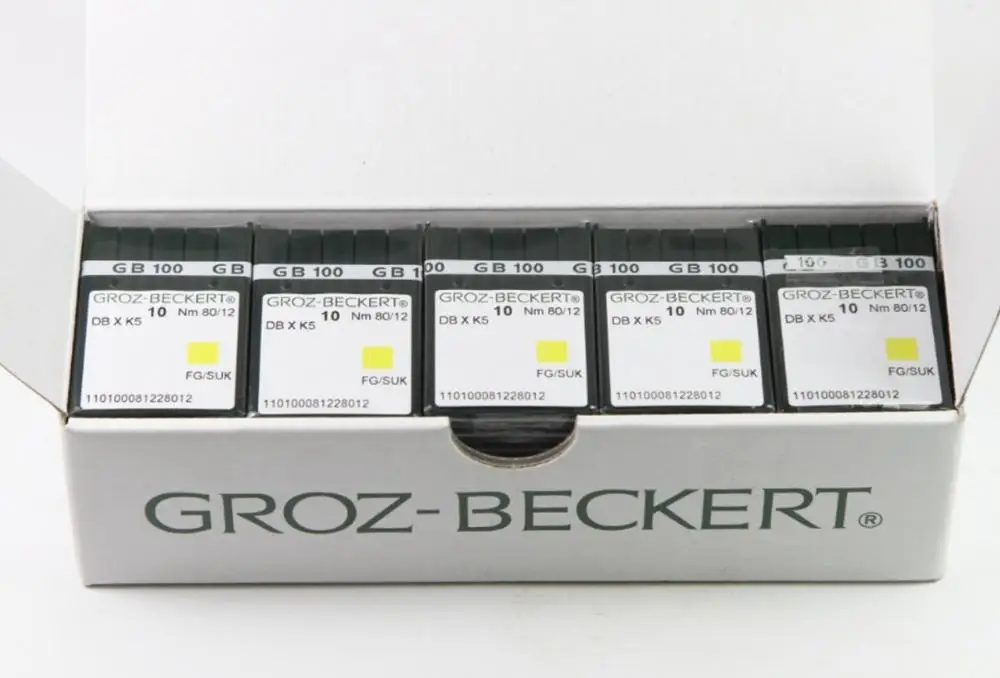 GB 100 GB
GROZ-BECKERT®
10 Nm 80/12
DB X K5
FG/SUK
110100081228012
GB 100 GB 1
GROZ-BECKERT®
10 Nm 80/12
DB X K5
FG/SUK
110100081228012
00 GB 100 G
GROZ-BECKERT®
10 Nm 80/12
DB X K5
FG/SUK
110100081228012
B 100 GB 100
GROZ-BECKERT®
10 Nm 80/12
DB X K5
FG/SUK
110100081228012
100 GB 100
GROZ-BECKERT®
10 Nm 80/12
DB X K5
FG/SUK
110100081228012
GROZ-BECKERT®